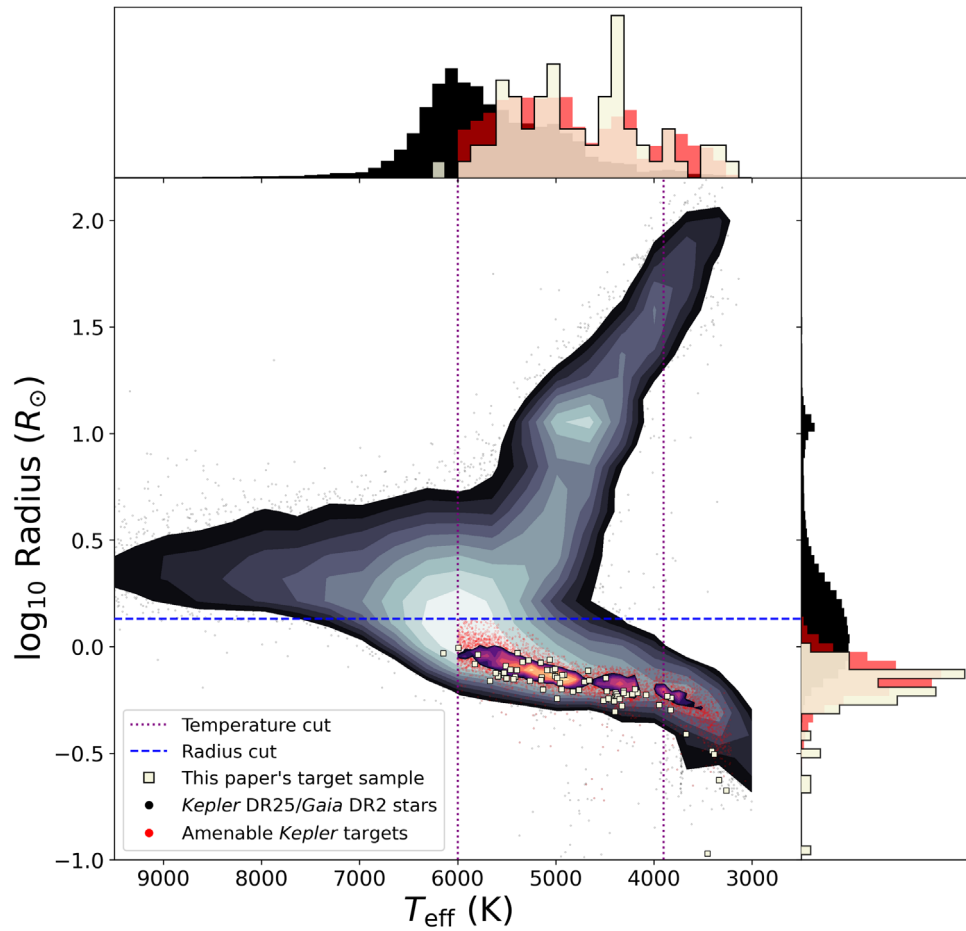 2.0
1.5
1.0
0.5
0.0
−0.5
−1.0
log₁₀ Radius (R⊙)
Temperature cut
Radius cut
This paper's target sample
Kepler DR25/Gaia DR2 stars
Amenable Kepler targets
9000 8000 7000 6000 5000 4000 3000
T_eff (K)